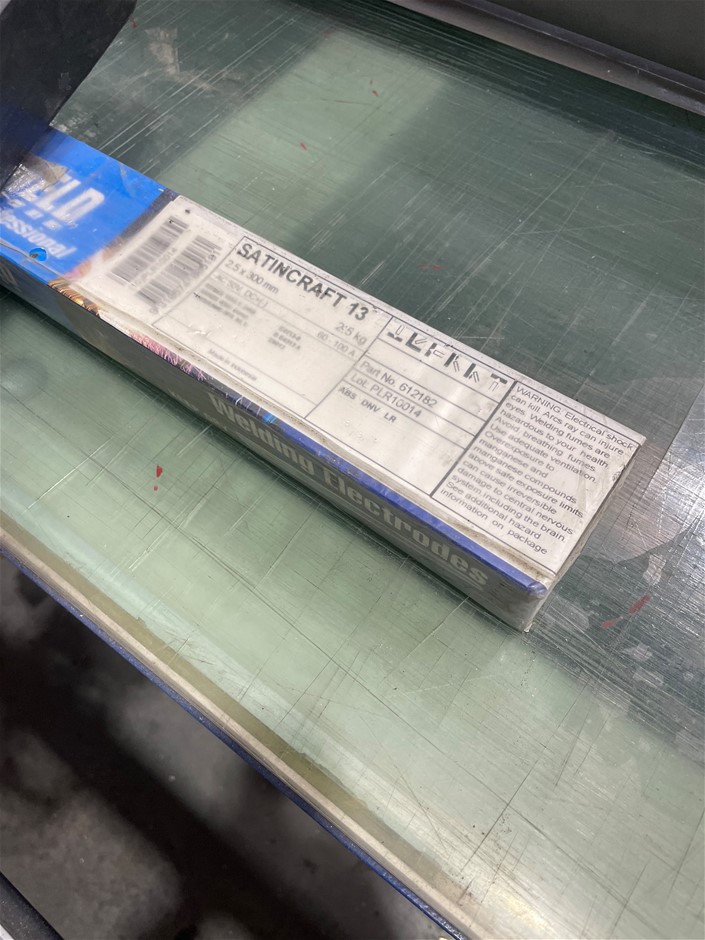 SATINCRAFT 13
2.5 x 300 mm
2.5 kg
60 - 100 A
Made in Indonesia
Part No. 612182
Lot. PLR10014
ABS DNV LR
WARNING: Electrical shock
can kill. Arcs ray can injure
eyes. Welding fumes are
hazardous to your health
Avoid breathing fumes.
Use adequate ventilation.
Overexposure to
manganese and
manganese compounds
above safe exposure limits
can cause irreversible
damage to central nervous
system including the brain.
See additional hazard
information on package
Welding Electrodes